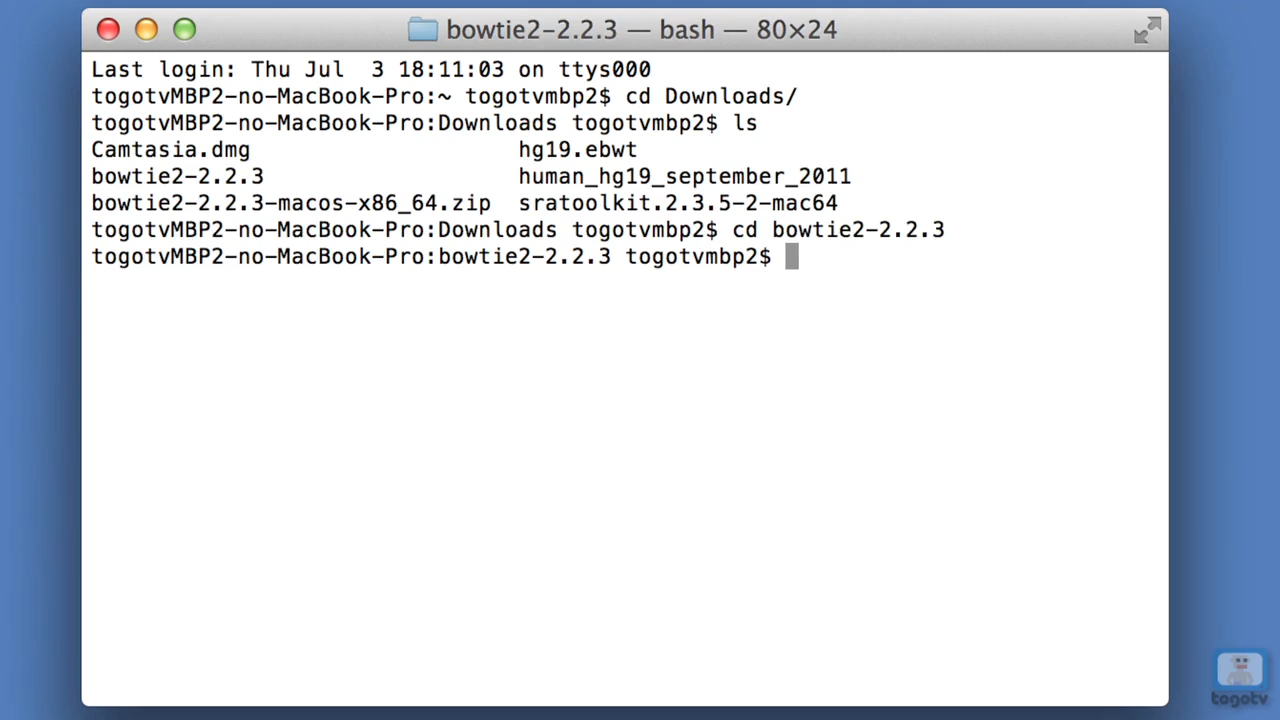 bowtie2-2.2.3 — bash — 80×24
Last login: Thu Jul  3 18:11:03 on ttys000
togotvMBP2-no-MacBook-Pro:~ togotvmbp2$ cd Downloads/
togotvMBP2-no-MacBook-Pro:Downloads togotvmbp2$ ls
Camtasia.dmg                    hg19.ebwt
bowtie2-2.2.3                   human_hg19_september_2011
bowtie2-2.2.3-macos-x86_64.zip  sratoolkit.2.3.5-2-mac64
togotvMBP2-no-MacBook-Pro:Downloads togotvmbp2$ cd bowtie2-2.2.3
togotvMBP2-no-MacBook-Pro:bowtie2-2.2.3 togotvmbp2$
togotv